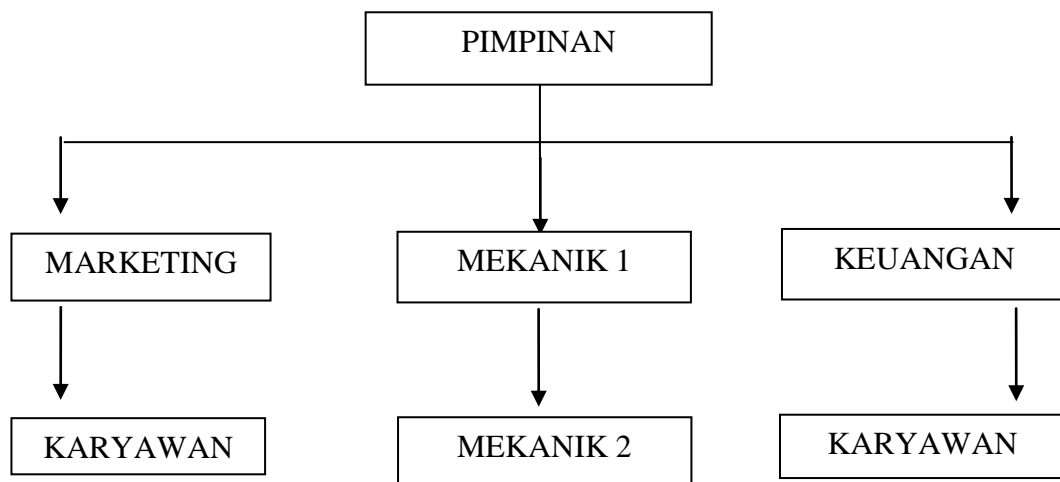 PIMPINAN
MARKETING
MEKANIK 1
KEUANGAN
KARYAWAN
MEKANIK 2
KARYAWAN